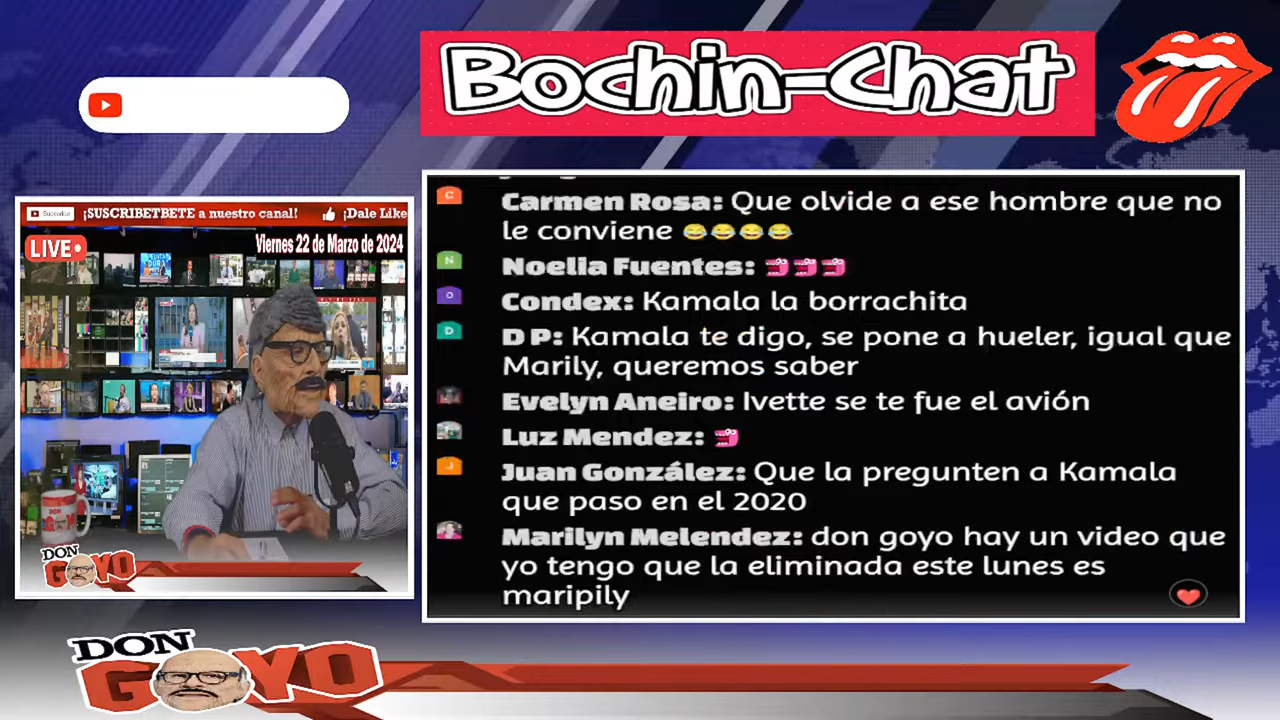 Bochin-Chat
Suscribete
¡SUSCRIBETBETE a nuestro canal!
¡Dale Like
LIVE
Viernes 22 de Marzo de 2024
DON
GOYO
DON
GOYO
C
Carmen Rosa: Que olvide a ese hombre que no
le conviene 😂😂😂😂
N
Noelia Fuentes:
O
Condex: Kamala la borrachita
D
D P: Kamala te digo, se pone a hueler, igual que
Marily, queremos saber
Evelyn Aneiro: Ivette se te fue el avión
Luz Mendez:
J
Juan González: Que la pregunten a Kamala
que paso en el 2020
Marilyn Melendez: don goyo hay un video que
yo tengo que la eliminada este lunes es
maripily
DON
GOYO